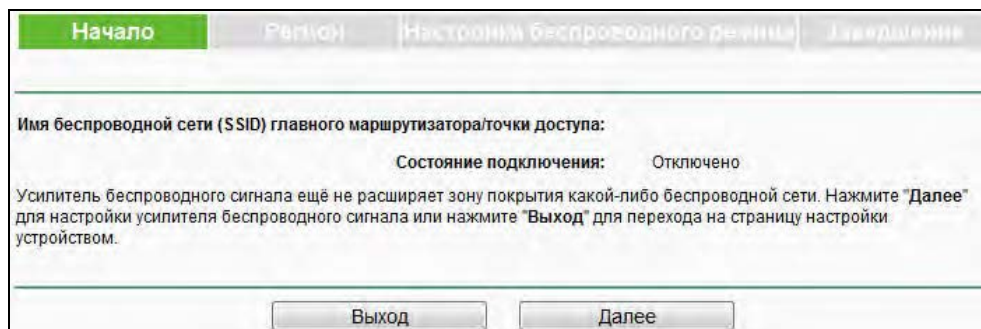 Начало Регион Настройки беспроводного режима Завершение
Имя беспроводной сети (SSID) главного маршрутизатора/точки доступа:
Состояние подключения: Отключено
Усилитель беспроводного сигнала ещё не расширяет зону покрытия какой-либо беспроводной сети. Нажмите "Далее"
для настройки усилителя беспроводного сигнала или нажмите "Выход" для перехода на страницу настройки
устройством.
Выход Далее